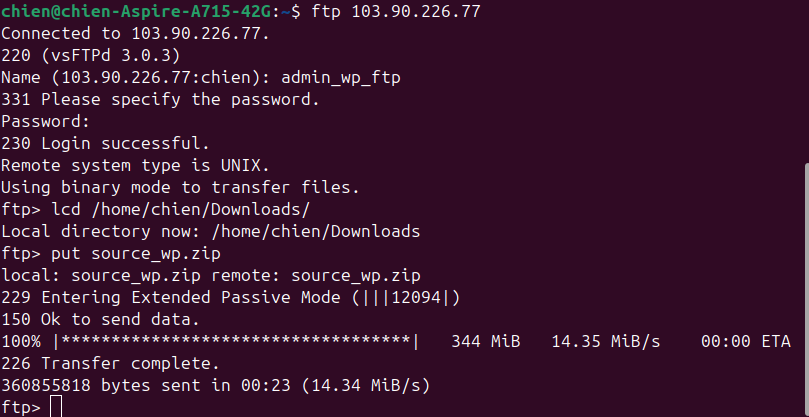 chien@chien-Aspire-A715-42G:~$ ftp 103.90.226.77
Connected to 103.90.226.77.
220 (vsFTPd 3.0.3)
Name (103.90.226.77:chien): admin_wp_ftp
331 Please specify the password.
Password:
230 Login successful.
Remote system type is UNIX.
Using binary mode to transfer files.
ftp> lcd /home/chien/Downloads/
Local directory now: /home/chien/Downloads
ftp> put source_wp.zip
local: source_wp.zip remote: source_wp.zip
229 Entering Extended Passive Mode (|||12094|)
150 Ok to send data.
100% |***********************************| 344 MiB 14.35 MiB/s 00:00 ETA
226 Transfer complete.
360855818 bytes sent in 00:23 (14.34 MiB/s)
ftp>